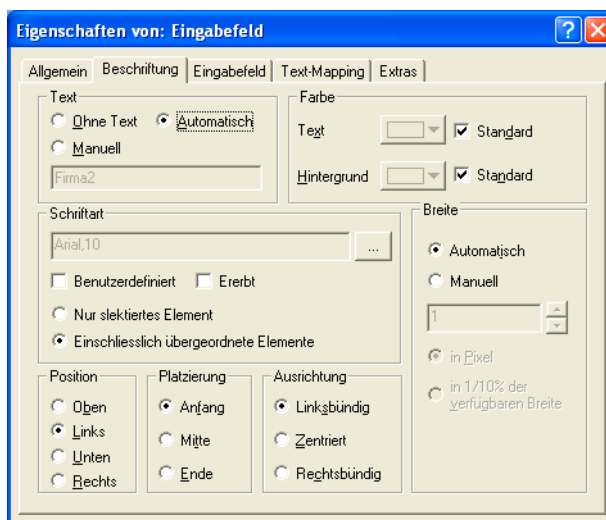 Eigenschaften von: Eingabefeld
Allgemein Beschriftung Eingabefeld Text-Mapping Extras
Text
Ohne Text Automatisch
Manuell
Firma2
Farbe
Text Standard
Hintergrund Standard
Schriftart
Arial,10 ...
Benutzerdefiniert Ererbt
Nur slektiertes Element
Einschliesslich übergeordnete Elemente
Breite
Automatisch
Manuell
1
in Pixel
in 1/10% der
verfügbaren Breite
Position
Oben
Links
Unten
Rechts
Platzierung
Anfang
Mitte
Ende
Ausrichtung
Linksbündig
Zentriert
Rechtsbündig